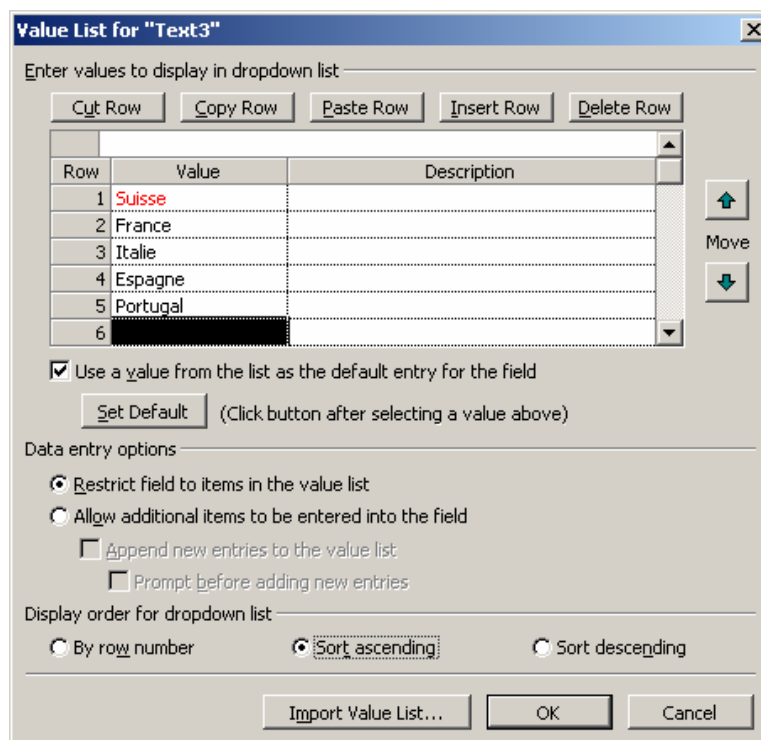 Value List for "Text3"
Enter values to display in dropdown list
Cut Row Copy Row Paste Row Insert Row Delete Row
Row Value Description
1 Suisse
2 France
3 Italie
Move
4 Espagne
5 Portugal
6
Use a value from the list as the default entry for the field
Set Default (Click button after selecting a value above)
Data entry options
Restrict field to items in the value list
Allow additional items to be entered into the field
Append new entries to the value list
Prompt before adding new entries
Display order for dropdown list
By row number Sort ascending Sort descending
Import Value List... OK Cancel